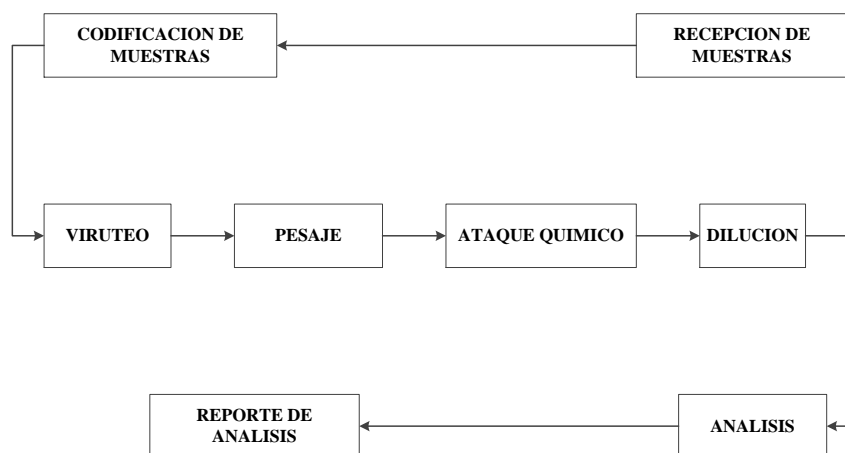 CODIFICACION DE
MUESTRAS
RECEPCION DE
MUESTRAS
VIRUTEO
PESAJE
ATAQUE QUIMICO
DILUCION
REPORTE DE
ANALISIS
ANALISIS